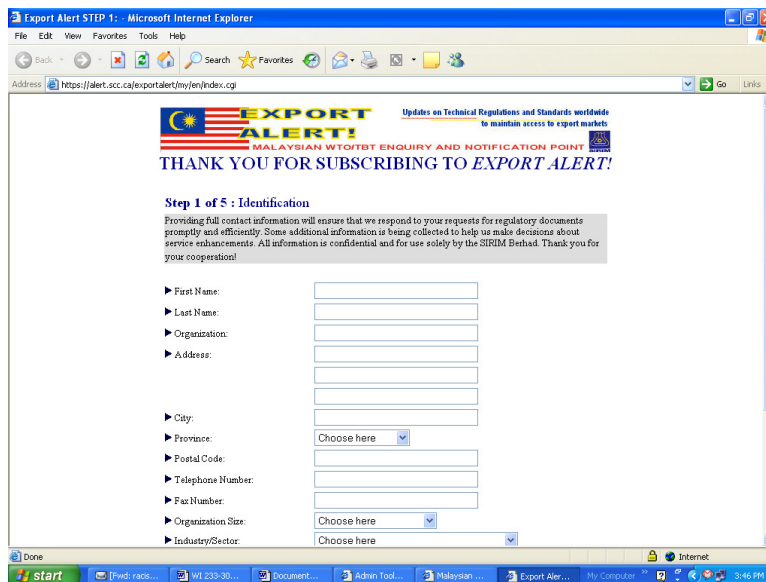 Export Alert STEP 1: - Microsoft Internet Explorer
File Edit View Favorites Tools Help
Back Search Favorites
Address https://alert.scc.ca/exportalert/my/en/index.cgi Go Links
EXPORT
ALERT!
Updates on Technical Regulations and Standards worldwide
to maintain access to export markets
MALAYSIAN WTO/TBT ENQUIRY AND NOTIFICATION POINT
THANK YOU FOR SUBSCRIBING TO EXPORT ALERT!
Step 1 of 5 : Identification
Providing full contact information will ensure that we respond to your requests for regulatory documents
promptly and efficiently. Some additional information is being collected to help us make decisions about
service enhancements. All information is confidential and for use solely by the SIRIM Berhad. Thank you for
your cooperation!
First Name:
Last Name:
Organization:
Address:
City:
Province: Choose here
Postal Code:
Telephone Number:
Fax Number:
Organization Size: Choose here
Industry/Sector: Choose here
Done Internet
start [Fwd: racis... WI 233-30... Document... Admin Tool... Malaysian ... Export Aler... My Computer 3:46 PM